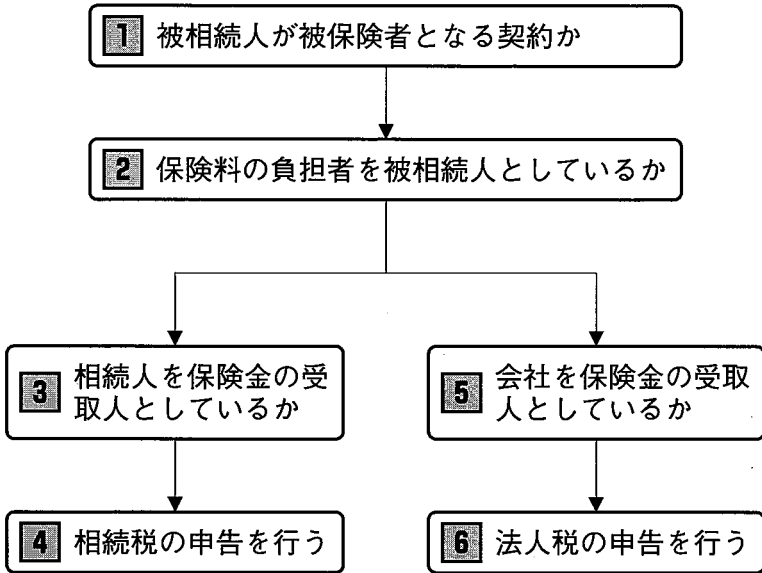 1 被相続人が被保険者となる契約か
2 保険料の負担者を被相続人としているか
3 相続人を保険金の受
取人としているか
5 会社を保険金の受取
人としているか
4 相続税の申告を行う
6 法人税の申告を行う